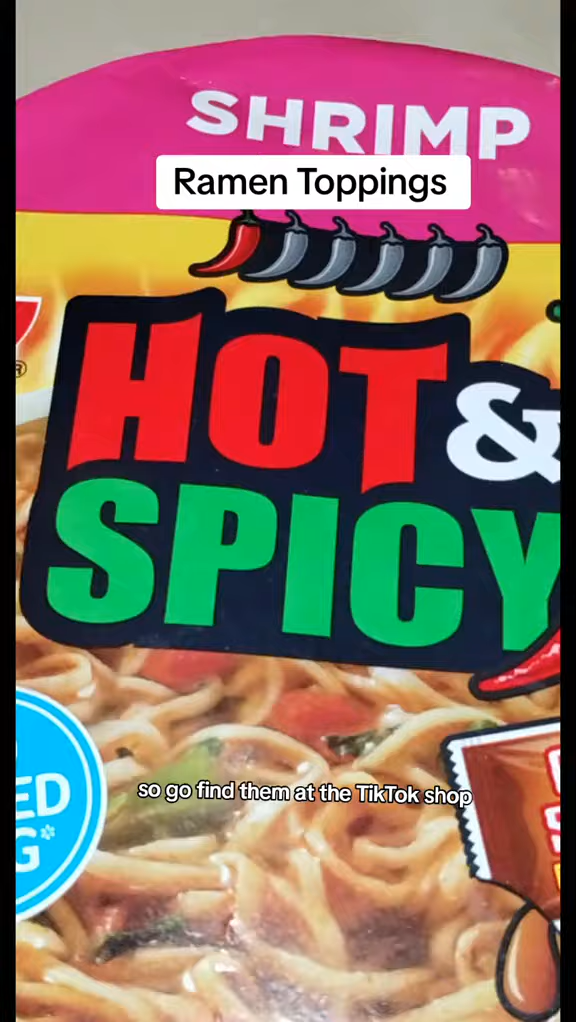 SHRIMP
Ramen Toppings
HOT &
SPICY
®
ED
G*
so go find them at the TikTok shop